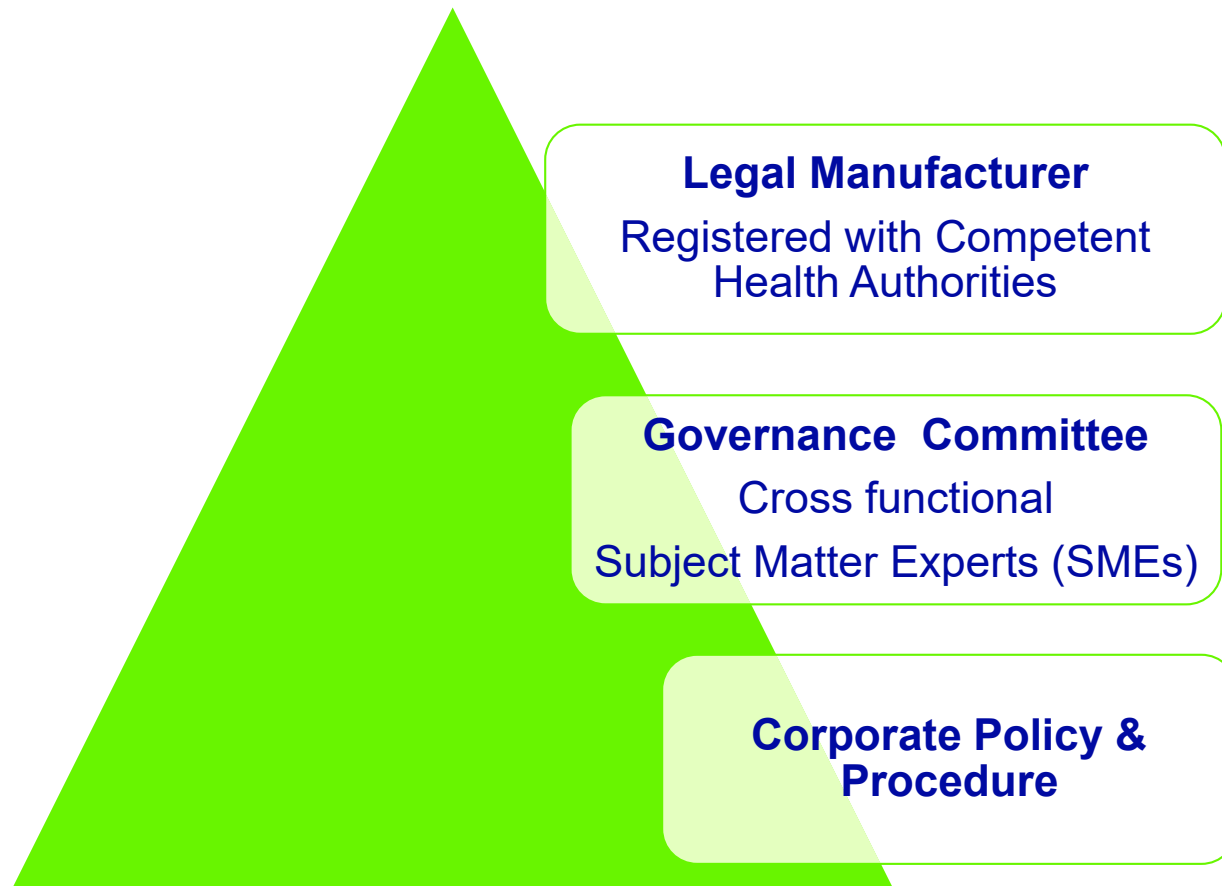 Legal Manufacturer
Registered with Competent
Health Authorities
Governance  Committee
Cross functional
Subject Matter Experts (SMEs)
Corporate Policy &
Procedure